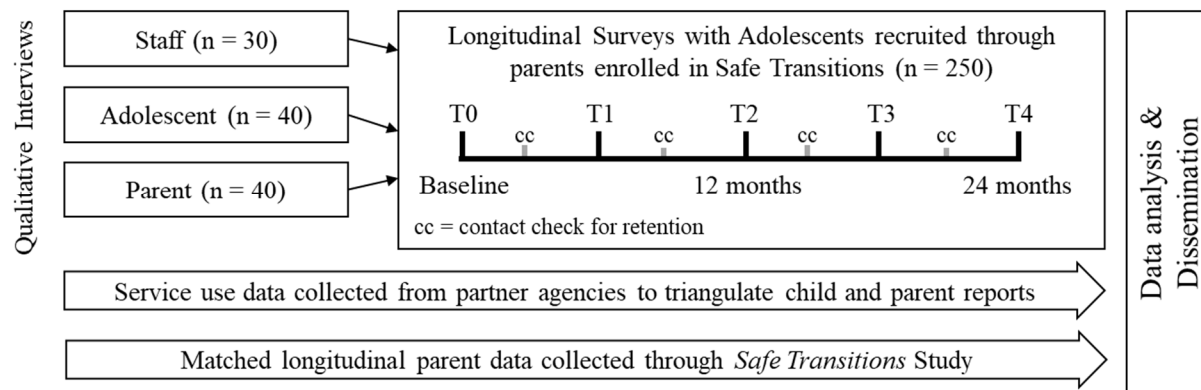 Qualitative Interviews
Staff (n = 30)
Adolescent (n = 40)
Parent (n = 40)
Longitudinal Surveys with Adolescents recruited through
parents enrolled in Safe Transitions (n = 250)
T0 T1 T2 T3 T4
cc cc cc cc
Baseline 12 months 24 months
cc = contact check for retention
Service use data collected from partner agencies to triangulate child and parent reports
Matched longitudinal parent data collected through Safe Transitions Study
Data analysis &
Dissemination